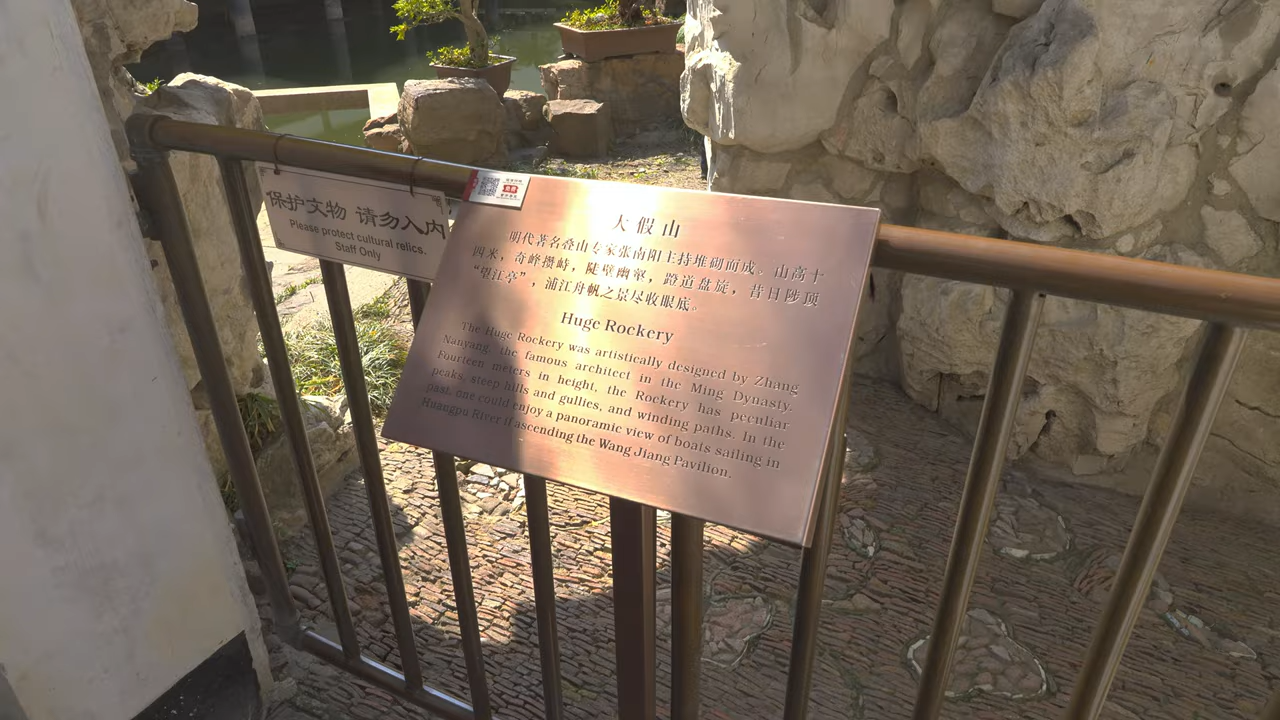 保护文物 请勿入内
Please protect cultural relics.
Staff Only
大假山
明代著名叠山专家张南阳主持堆砌而成。山高十
四米，奇峰攒峙，陡壁幽壑，蹬道盘旋，昔日陟顶
“望江亭”，浦江舟帆之景尽收眼底。
Huge Rockery
The Huge Rockery was artistically designed by Zhang
Nanyang, the famous architect in the Ming Dynasty.
Fourteen meters in height, the Rockery has peculiar
peaks, steep hills and gullies, and winding paths. In the
past, one could enjoy a panoramic view of boats sailing in
Huangpu River if ascending the Wang Jiang Pavilion.